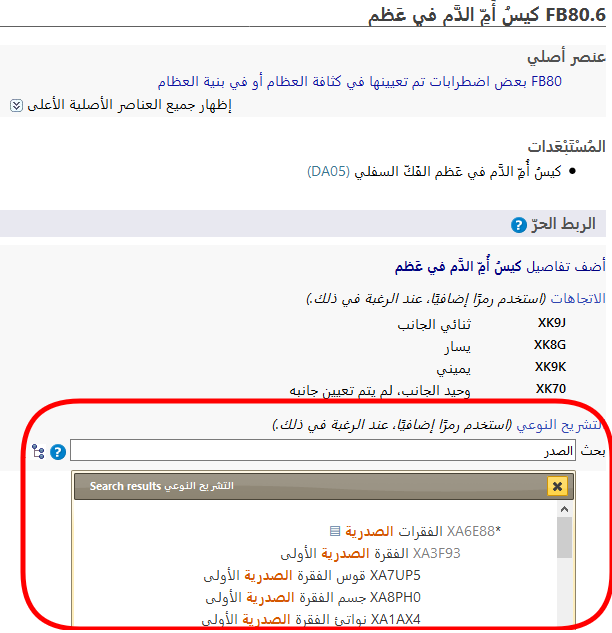 FB80.6 كيسُ أُمِّ الدَّم في عَظم
عنصر أصلي
FB80 بعض اضطرابات تم تعيينها في كثافة العظام أو في بنية العظام
إظهار جميع العناصر الأصلية الأعلى
المُسْتَبْعَدات
• كيسُ أُمِّ الدَّم في عَظم الفَكّ السفلي (DA05)
الربط الحرّ ?
أضف تفاصيل كيسُ أُمِّ الدَّم في عَظم
الاتجاهات (استخدم رمزًا إضافيًا، عند الرغبة في ذلك.)
XK9J ثنائي الجانب
XK8G يسار
XK9K يميني
XK70 وحيد الجانب، لم يتم تعيين جانبه
لتشريح النوعي (استخدم رمزًا إضافيًا، عند الرغبة في ذلك.)
بحث الصدر ?
التشريح النوعي Search results
*XA6E88 الفقرات الصدرية
XA3F93 الفقرة الصدرية الأولى
XA7UP5 قوس الفقرة الصدرية الأولى
XA8PH0 جسم الفقرة الصدرية الأولى
XA1AX4 نواتئ الفقرة الصدرية الأولى